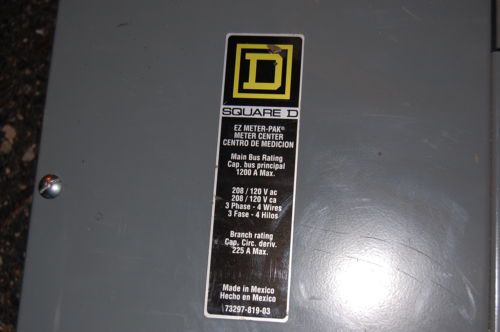 D
SQUARE D
EZ METER-PAK®
METER CENTER
CENTRO DE MEDICION
Main Bus Rating
Cap. bus principal
1200 A Max.
208 / 120 V ac
208 / 120 V ca
3 Phase - 4 Wires
3 Fase - 4 Hilos
Branch rating
Cap. Circ. deriv.
225 A Max.
Made in Mexico
Hecho en Mexico
73297-819-03